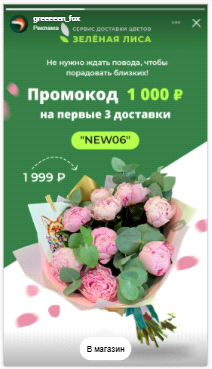 greeeeen_fox
Реклама
СЕРВИС ДОСТАВКИ ЦВЕТОВ
ЗЕЛЁНАЯ ЛИСА
Не нужно ждать повода, чтобы
порадовать близких!
Промокод 1 000 ₽
на первые 3 доставки
"NEW06"
1 999 ₽
В магазин